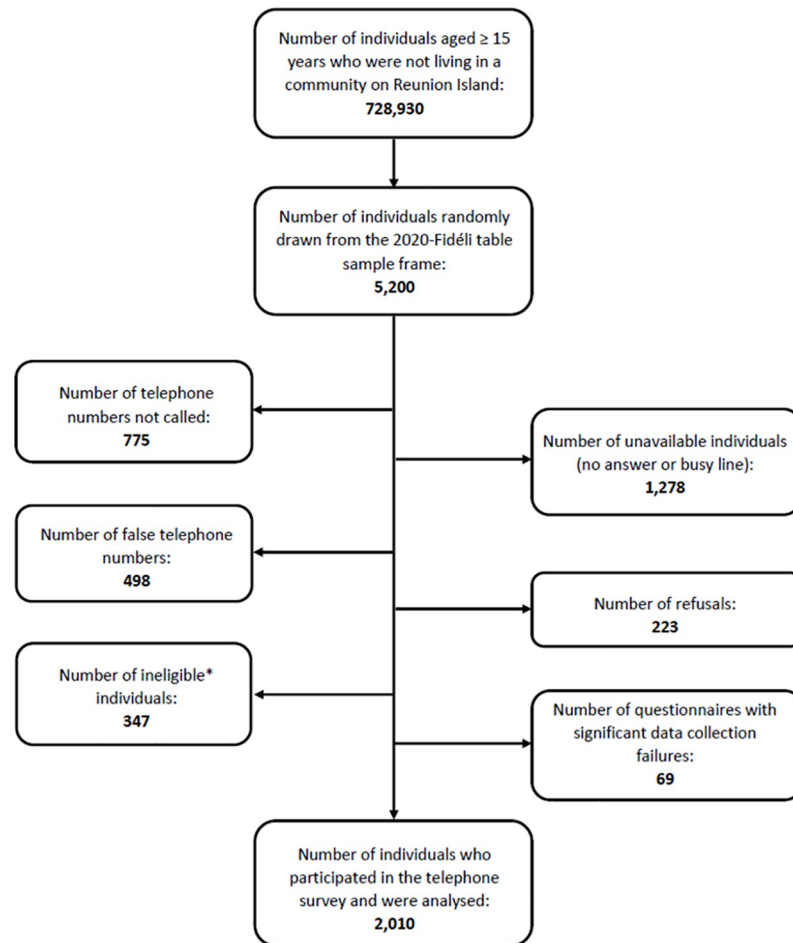 Number of individuals aged ≥ 15
years who were not living in a
community on Reunion Island:
728,930
Number of individuals randomly
drawn from the 2020-Fidéli table
sample frame:
5,200
Number of telephone
numbers not called:
775
Number of unavailable individuals
(no answer or busy line):
1,278
Number of false telephone
numbers:
498
Number of refusals:
223
Number of ineligible*
individuals:
347
Number of questionnaires with
significant data collection
failures:
69
Number of individuals who
participated in the telephone
survey and were analysed:
2,010